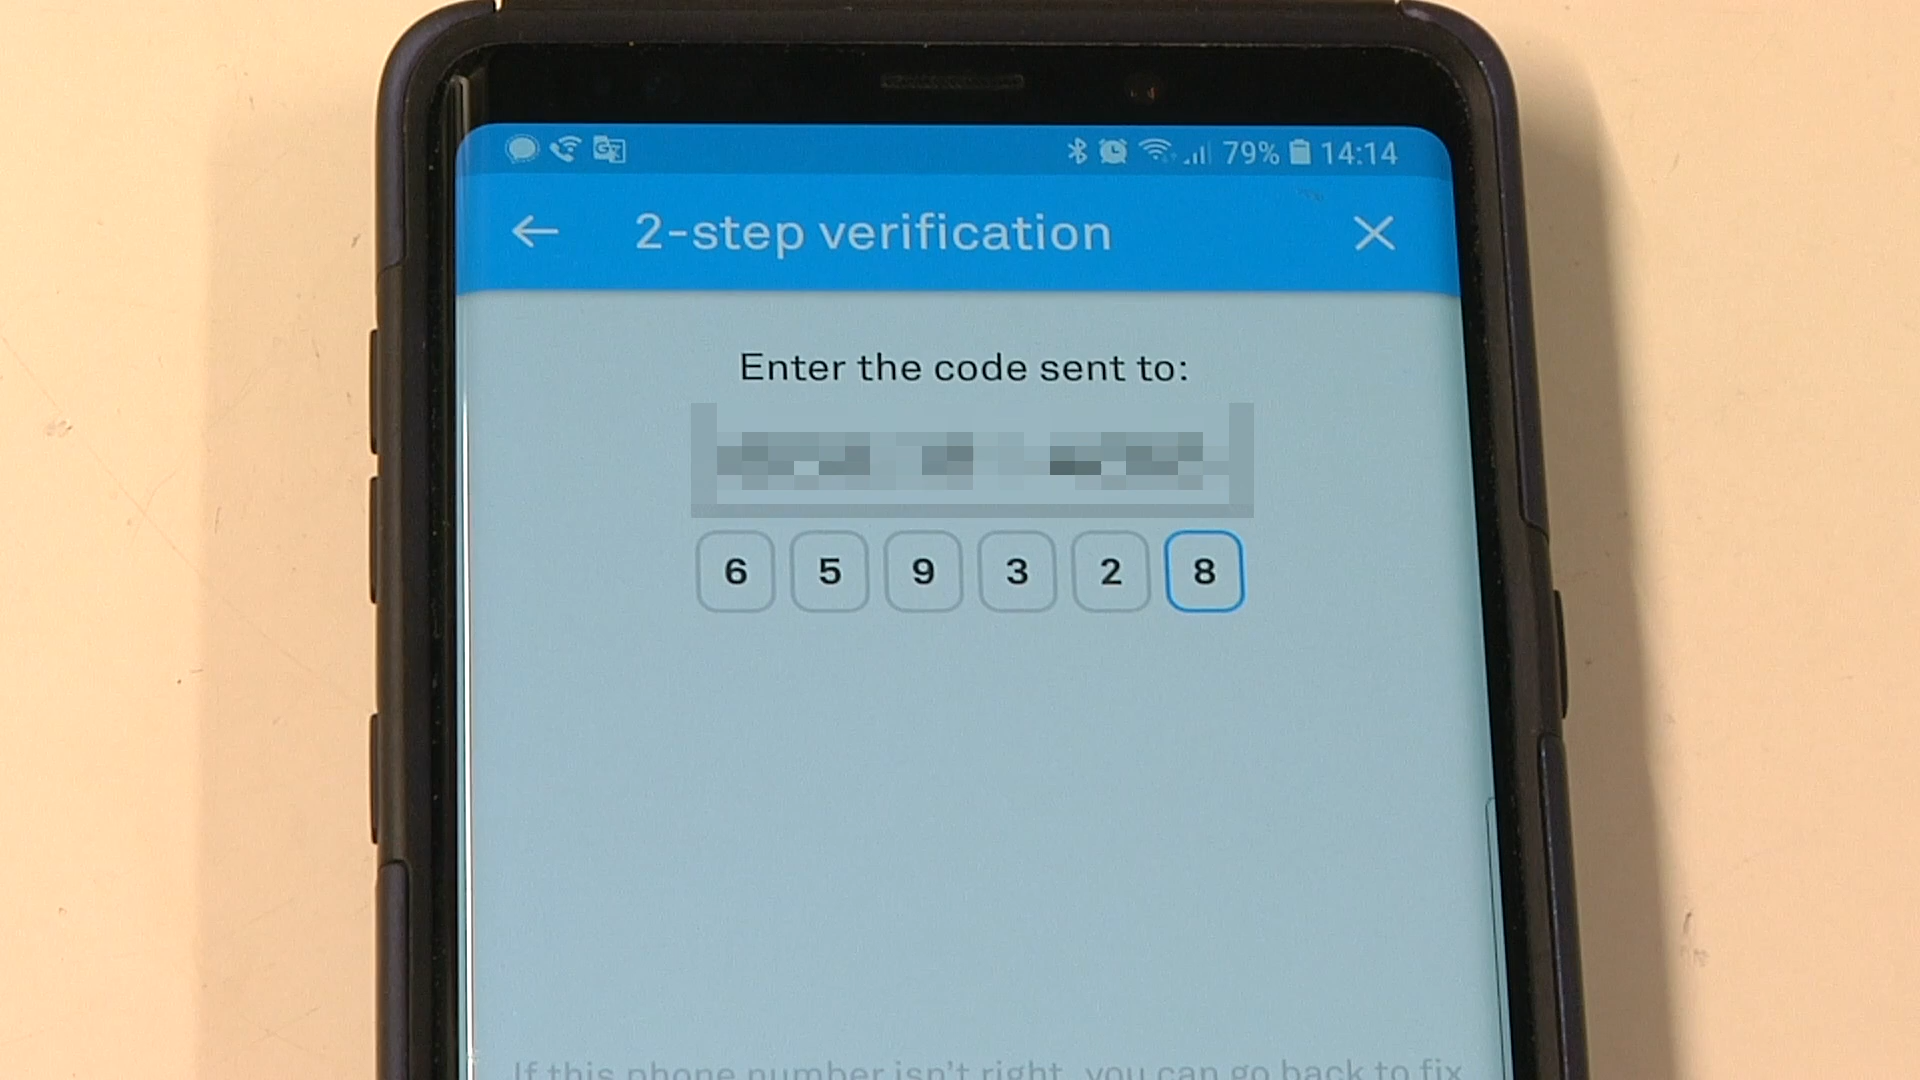 79% 14:14
2-step verification
Enter the code sent to:
6 5 9 3 2 8
If this phone number isn't right, you can go back to fix